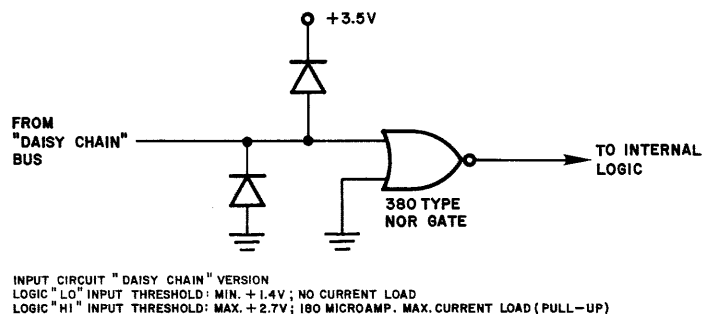 +3.5V
FROM
"DAISY CHAIN"
BUS
TO INTERNAL
LOGIC
380 TYPE
NOR GATE
INPUT CIRCUIT "DAISY CHAIN" VERSION
LOGIC "LO" INPUT THRESHOLD: MIN. +1.4V; NO CURRENT LOAD
LOGIC "HI" INPUT THRESHOLD: MAX. +2.7V; 180 MICROAMP. MAX. CURRENT LOAD (PULL-UP)